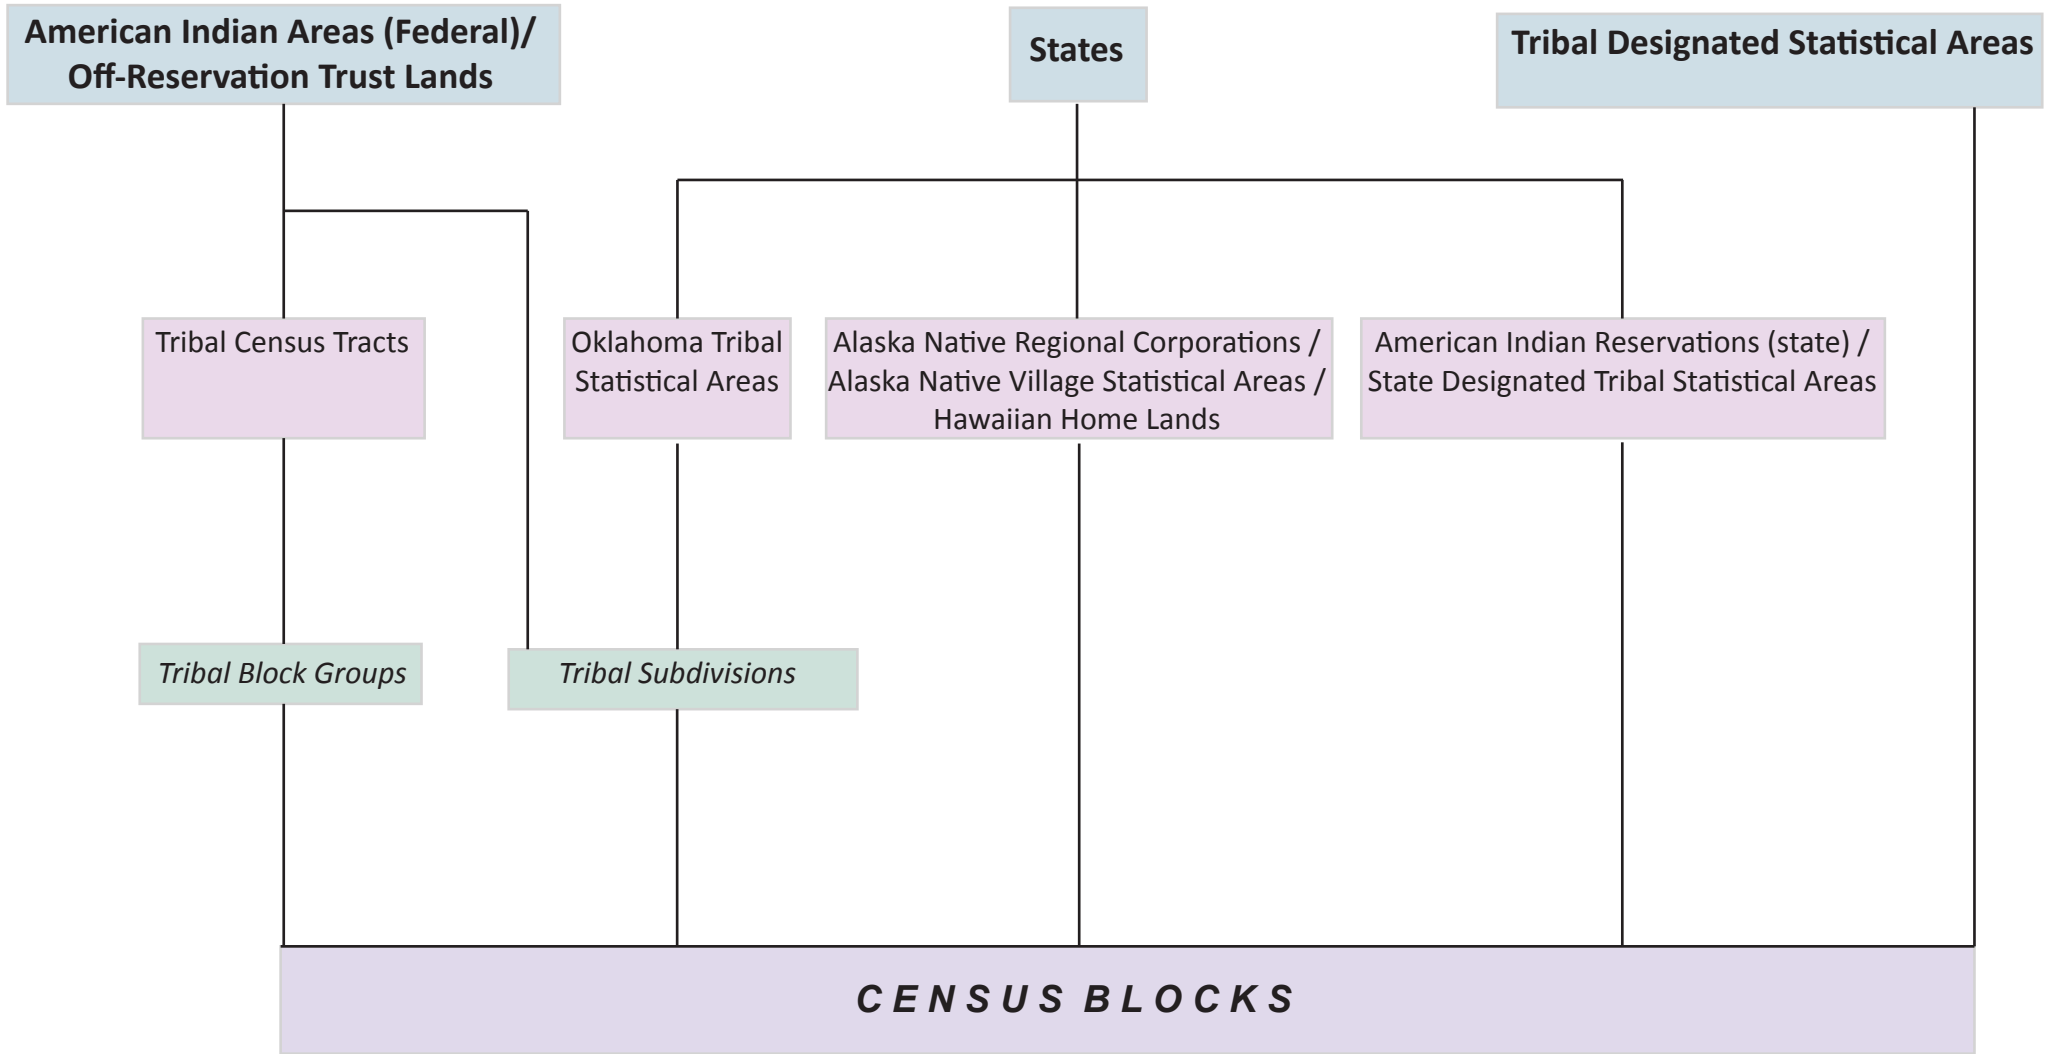 American Indian Areas (Federal)/
Off-Reservation Trust Lands
States
Tribal Designated Statistical Areas
Tribal Census Tracts
Oklahoma Tribal
Statistical Areas
Alaska Native Regional Corporations /
Alaska Native Village Statistical Areas /
Hawaiian Home Lands
American Indian Reservations (state) /
State Designated Tribal Statistical Areas
Tribal Block Groups
Tribal Subdivisions
CENSUS BLOCKS